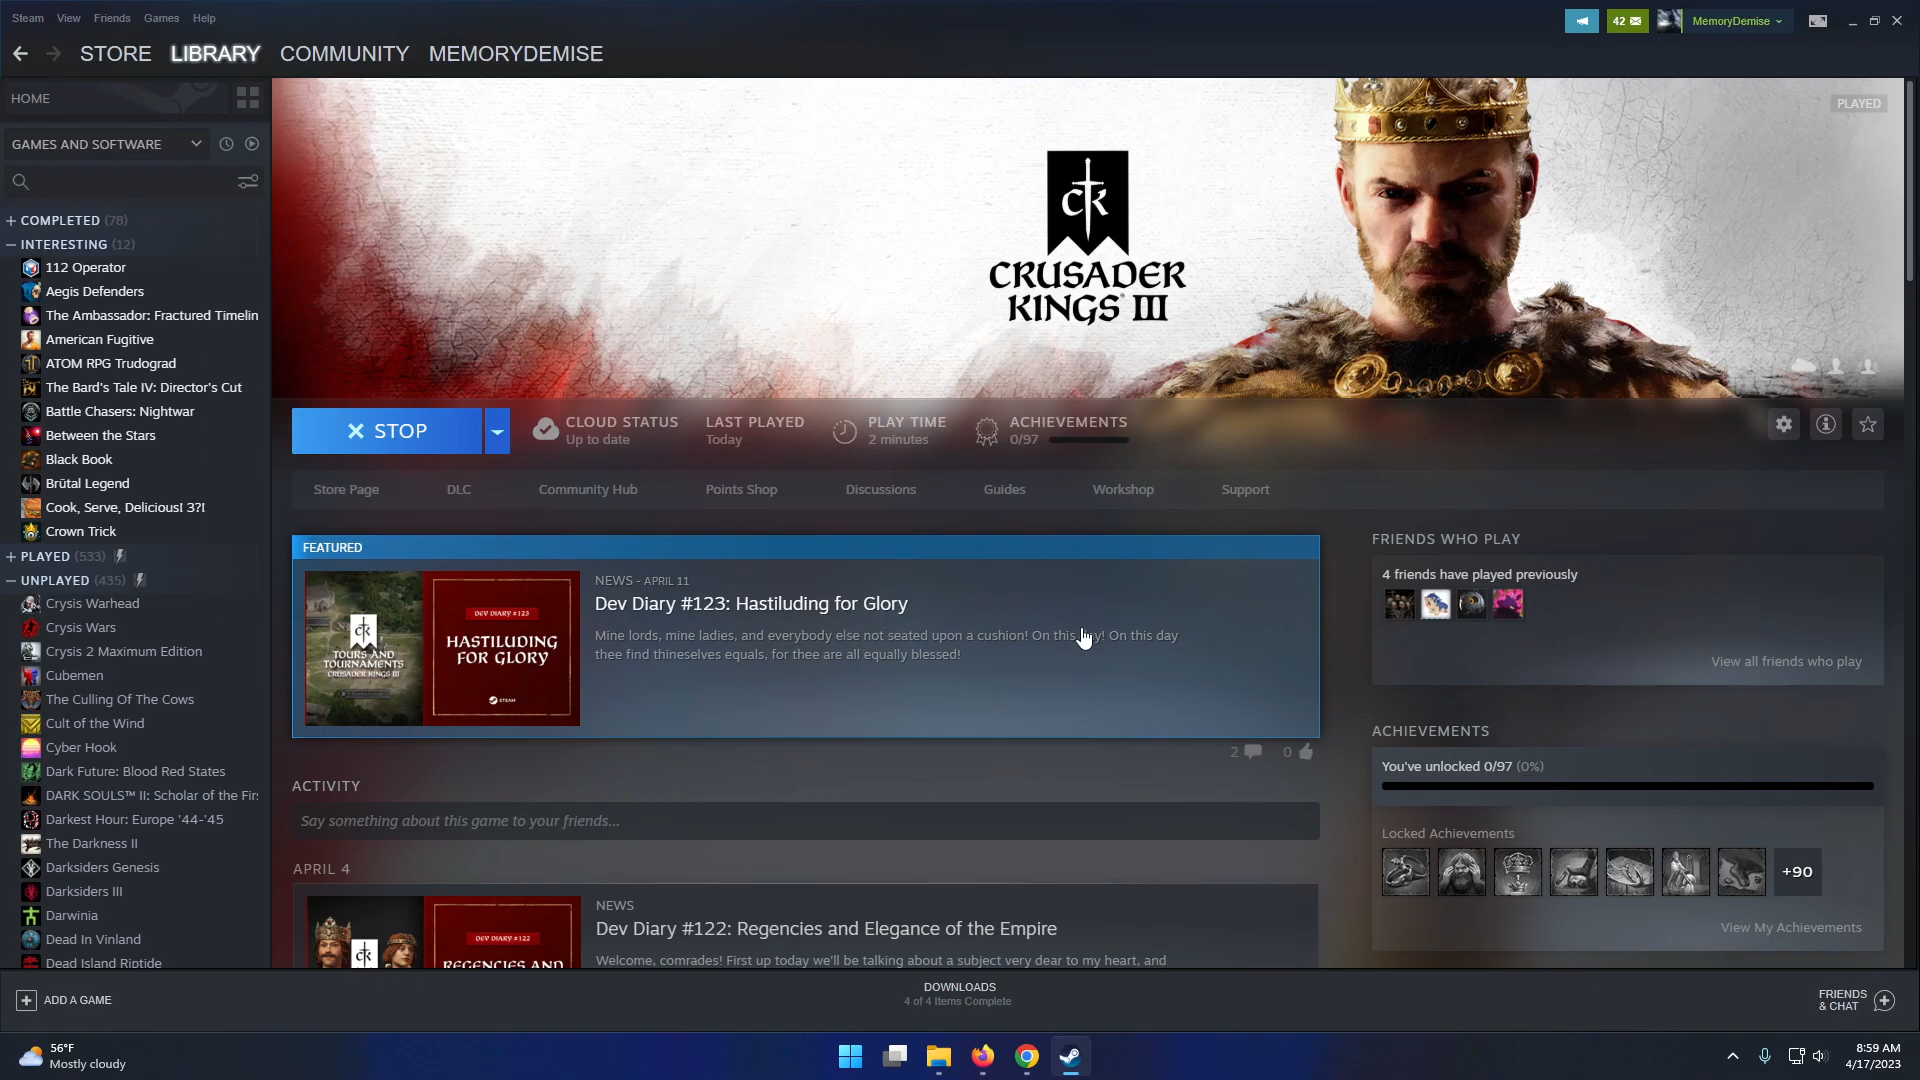 Steam View Friends Games Help
42
MemoryDemise
STORE LIBRARY COMMUNITY MEMORYDEMISE
HOME
GAMES AND SOFTWARE
+ COMPLETED (78)
− INTERESTING (12)
112 Operator
Aegis Defenders
The Ambassador: Fractured Timelin
American Fugitive
ATOM RPG Trudograd
The Bard's Tale IV: Director's Cut
Battle Chasers: Nightwar
Between the Stars
Black Book
Brütal Legend
Cook, Serve, Delicious! 3?!
Crown Trick
+ PLAYED (533)
− UNPLAYED (435)
Crysis Warhead
Crysis Wars
Crysis 2 Maximum Edition
Cubemen
The Culling Of The Cows
Cult of the Wind
Cyber Hook
Dark Future: Blood Red States
DARK SOULS™ II: Scholar of the Fir
Darkest Hour: Europe '44-'45
The Darkness II
Darksiders Genesis
Darksiders III
Darwinia
Dead In Vinland
Dead Island Riptide
PLAYED
CK
CRUSADER
KINGS III
STOP
CLOUD STATUS
Up to date
LAST PLAYED
Today
PLAY TIME
2 minutes
ACHIEVEMENTS
0/97
Store Page DLC Community Hub Points Shop Discussions Guides Workshop Support
FEATURED
CK
TOURS AND
TOURNAMENTS
CRUSADER KINGS III
DEV DIARY #123
HASTILUDING
FOR GLORY
STEAM
NEWS - APRIL 11
Dev Diary #123: Hastiluding for Glory
Mine lords, mine ladies, and everybody else not seated upon a cushion! On this! On this day
thee find thineselves equals, for thee are all equally blessed!
2 0
ACTIVITY
Say something about this game to your friends...
APRIL 4
CK
DEV DIARY #122
REGENCIES AND
NEWS
Dev Diary #122: Regencies and Elegance of the Empire
Welcome, comrades! First up today we'll be talking about a subject very dear to my heart, and
FRIENDS WHO PLAY
4 friends have played previously
View all friends who play
ACHIEVEMENTS
You've unlocked 0/97 (0%)
Locked Achievements
+90
View My Achievements
ADD A GAME
DOWNLOADS
4 of 4 Items Complete
FRIENDS
& CHAT
56°F
Mostly cloudy
8:59 AM
4/17/2023